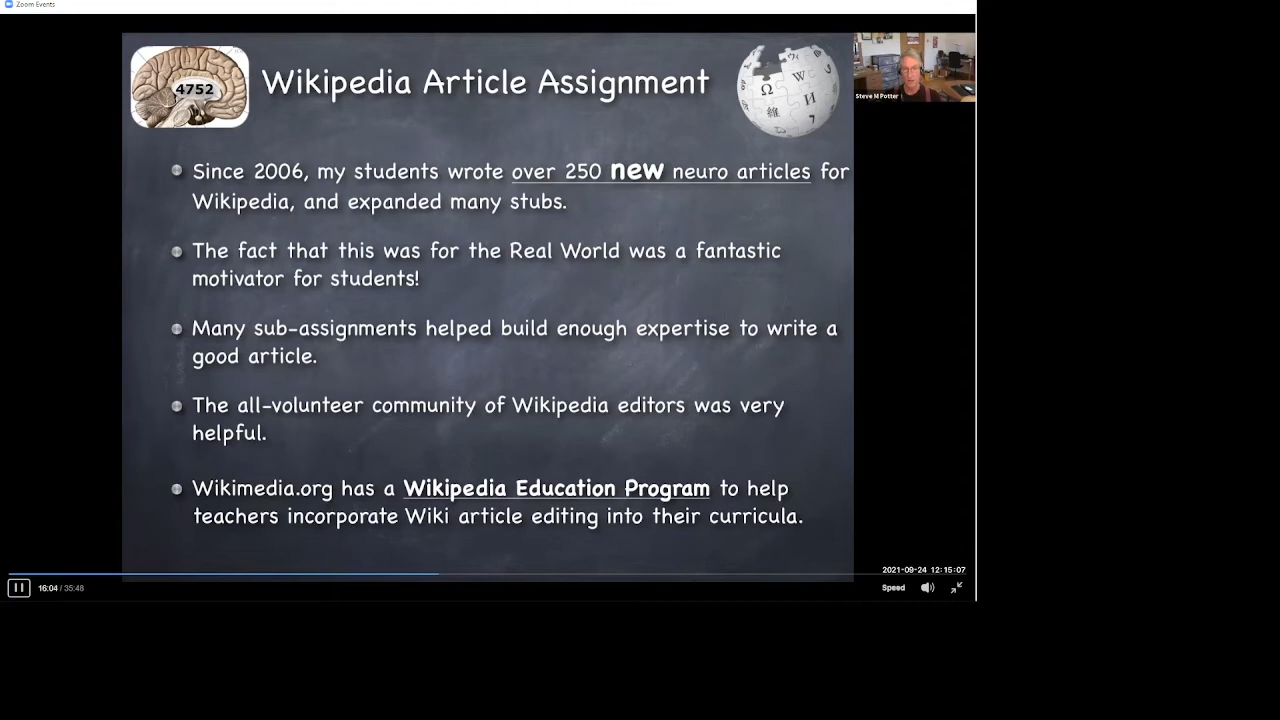 Zoom Events
4752
Wikipedia Article Assignment
Ω
W
И
維
Steve M Potter
Since 2006, my students wrote over 250 new neuro articles for
Wikipedia, and expanded many stubs.
The fact that this was for the Real World was a fantastic
motivator for students!
Many sub-assignments helped build enough expertise to write a
good article.
The all-volunteer community of Wikipedia editors was very
helpful.
Wikimedia.org has a Wikipedia Education Program to help
teachers incorporate Wiki article editing into their curricula.
2021-09-24 12:15:07
16:04 / 35:48
Speed